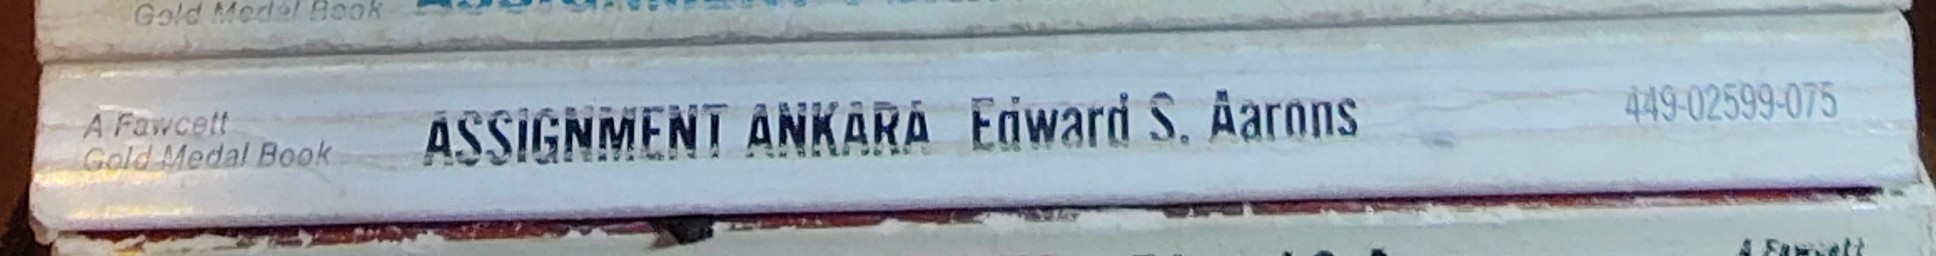 Gold Medal Book
A Fawcett
Gold Medal Book
ASSIGNMENT ANKARA Edward S. Aarons
449-02599-075
A Fawcett